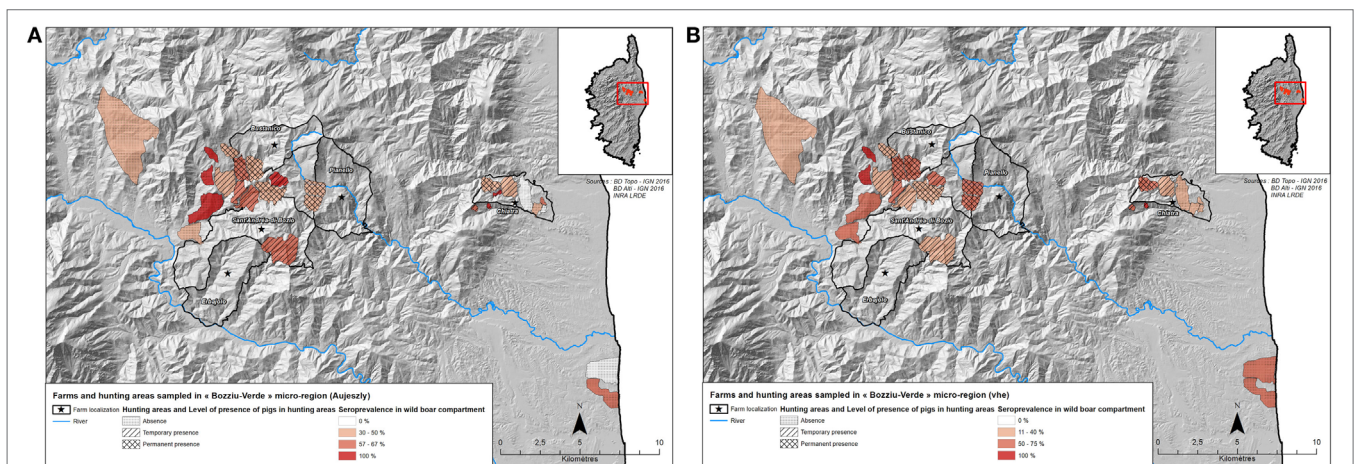 A
Bustanico
Pianello
Sant'Andréa-di-Bozio
Erbajolo
Chiatra
Sources : BD Topo - IGN 2016
BD Alti - IGN 2016
INRA LRDE
Farms and hunting areas sampled in « Bozziu-Verde » micro-region (Aujeszly)
Farm localization
River
Hunting areas and Level of presence of pigs in hunting areas
Absence
Temporary presence
Permanent presence
Seroprevalence in wild boar compartment
0 %
30 - 50 %
57 - 67 %
100 %
0 2,5 5 10
Kilomètres
B
Bustanico
Pianello
Sant'Andréa-di-Bozio
Erbajolo
Chiatra
Sources : BD Topo - IGN 2016
BD Alti - IGN 2016
INRA LRDE
Farms and hunting areas sampled in « Bozziu-Verde » micro-region (vhe)
Farm localization
River
Hunting areas and Level of presence of pigs in hunting areas
Absence
Temporary presence
Permanent presence
Seroprevalence in wild boar compartment
0 %
11 - 40 %
50 - 75 %
100 %
0 2,5 5 10
Kilomètres